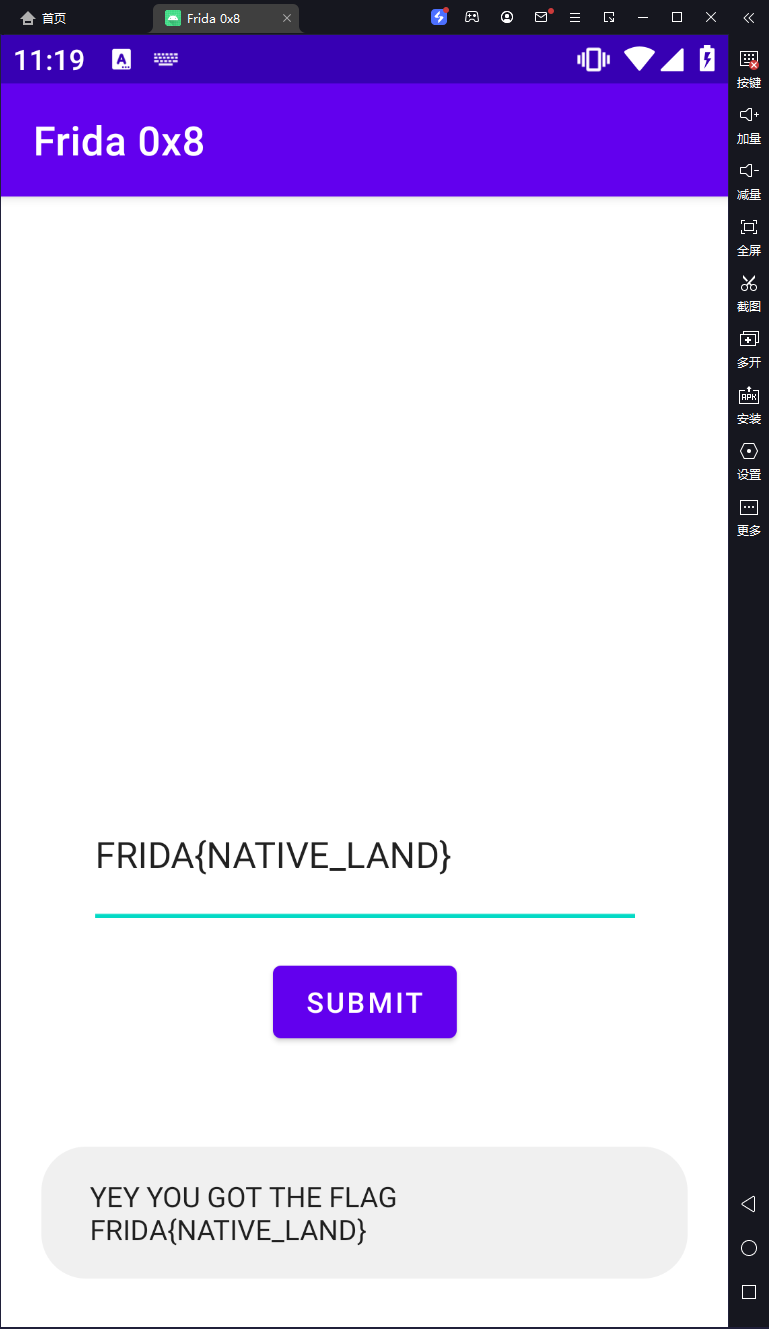 首页
Frida 0x8
11:19
A
Frida 0x8
FRIDA{NATIVE_LAND}
SUBMIT
YEY YOU GOT THE FLAG
FRIDA{NATIVE_LAND}
按键
加量
减量
全屏
截图
多开
APK
安装
设置
更多